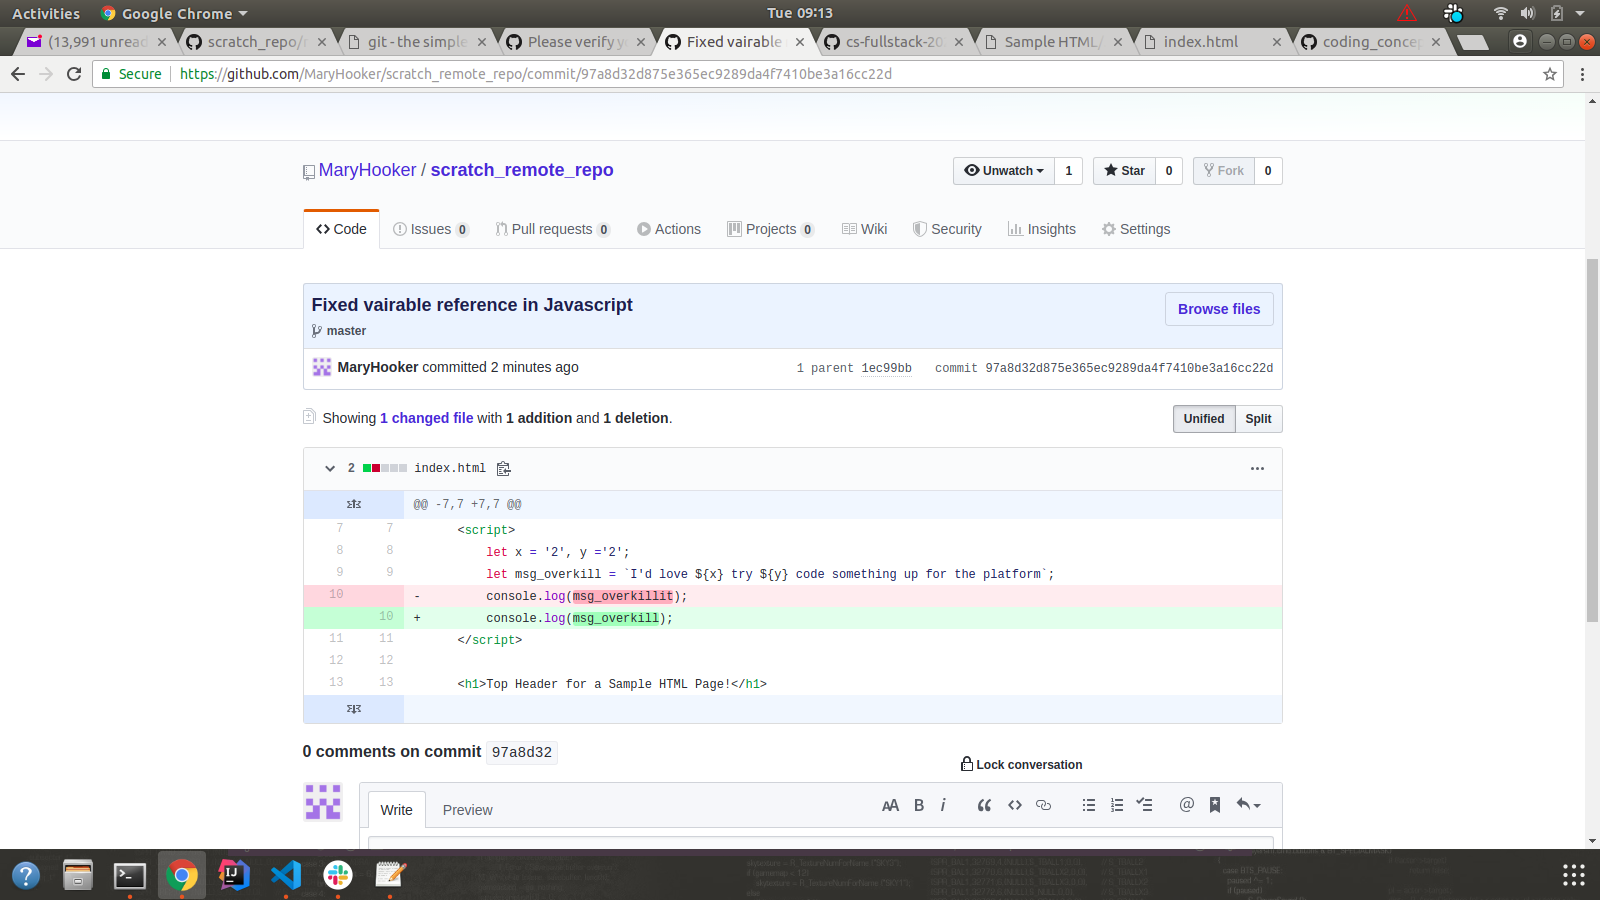 Activities Google Chrome Tue 09:13
(13,991 unread scratch_repo/r git - the simple Please verify y Fixed vairable cs-fullstack-20 Sample HTML/ index.html coding_concep
Secure https://github.com/MaryHooker/scratch_remote_repo/commit/97a8d32d875e365ec9289da4f7410be3a16cc22d
MaryHooker / scratch_remote_repo Unwatch 1 Star 0 Fork 0
Code Issues 0 Pull requests 0 Actions Projects 0 Wiki Security Insights Settings
Fixed vairable reference in Javascript Browse files
master
MaryHooker committed 2 minutes ago 1 parent 1ec99bb commit 97a8d32d875e365ec9289da4f7410be3a16cc22d
Showing 1 changed file with 1 addition and 1 deletion. Unified Split
2 index.html
@@ -7,7 +7,7 @@
7 7 <script>
8 8 let x = '2', y ='2';
9 9 let msg_overkill = `I'd love ${x} try ${y} code something up for the platform`;
10 - console.log(msg_overkillit);
10 + console.log(msg_overkill);
11 11 </script>
12 12
13 13 <h1>Top Header for a Sample HTML Page!</h1>
0 comments on commit 97a8d32 Lock conversation
Write Preview AA B i